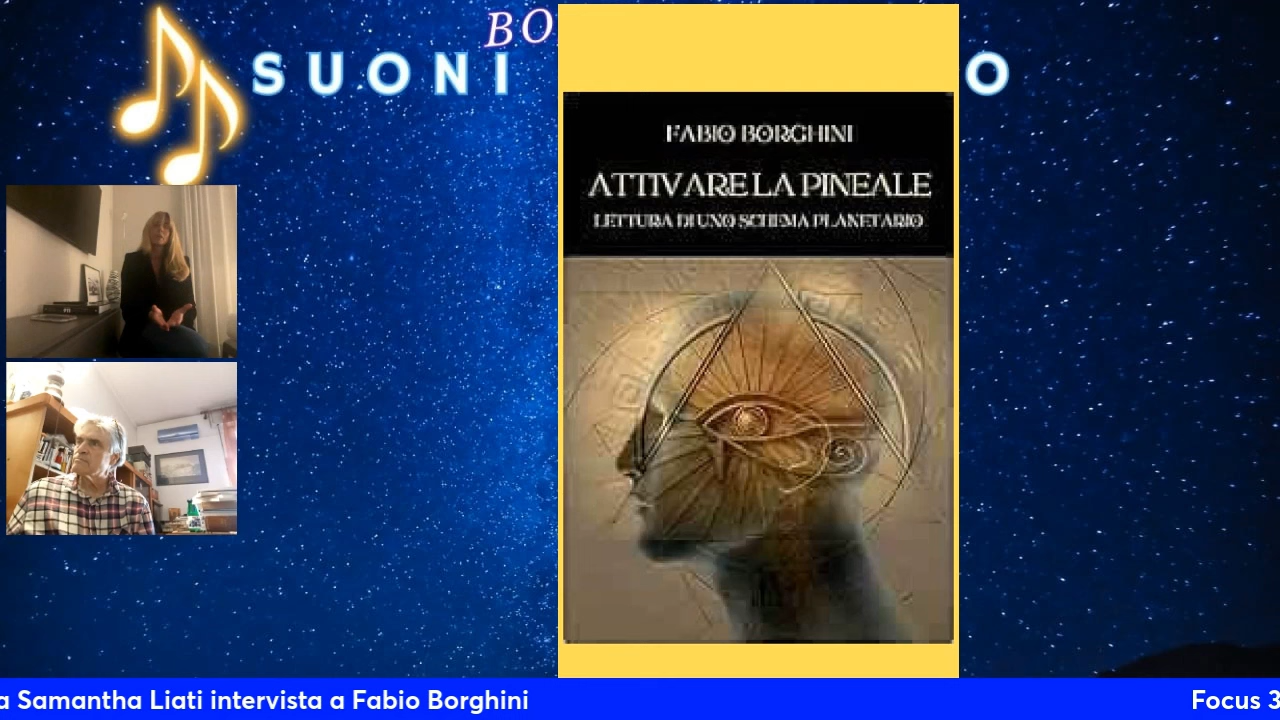 BO
SUONI
O
FABIO BORGHINI
ATTIVARE LA PINEALE
LETTURA DI UNO SCHEMA PLANETARIO
a Samantha Liati intervista a Fabio Borghini
Focus 3